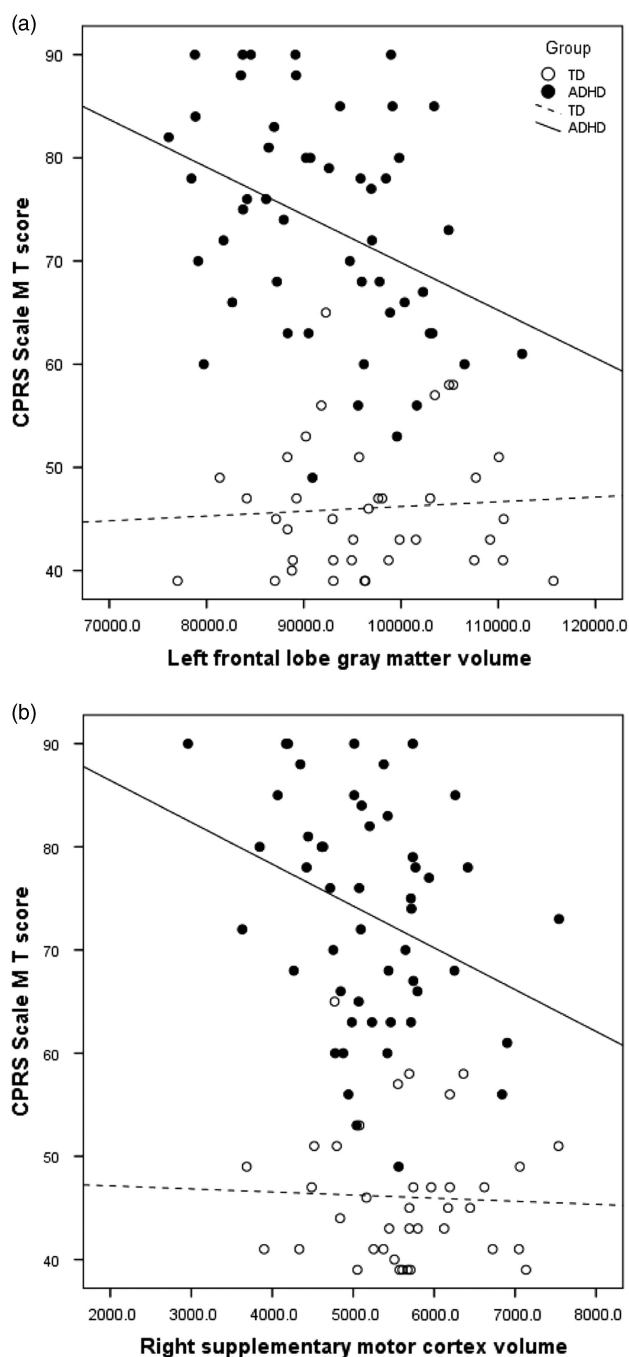 (a)
90
80
70
60
50
40
CPRS Scale M T score
Group
TD
ADHD
TD
ADHD
70000.0 80000.0 90000.0 100000.0 110000.0 120000.0
Left frontal lobe gray matter volume
(b)
90
80
70
60
50
40
CPRS Scale M T score
2000.0 3000.0 4000.0 5000.0 6000.0 7000.0 8000.0
Right supplementary motor cortex volume